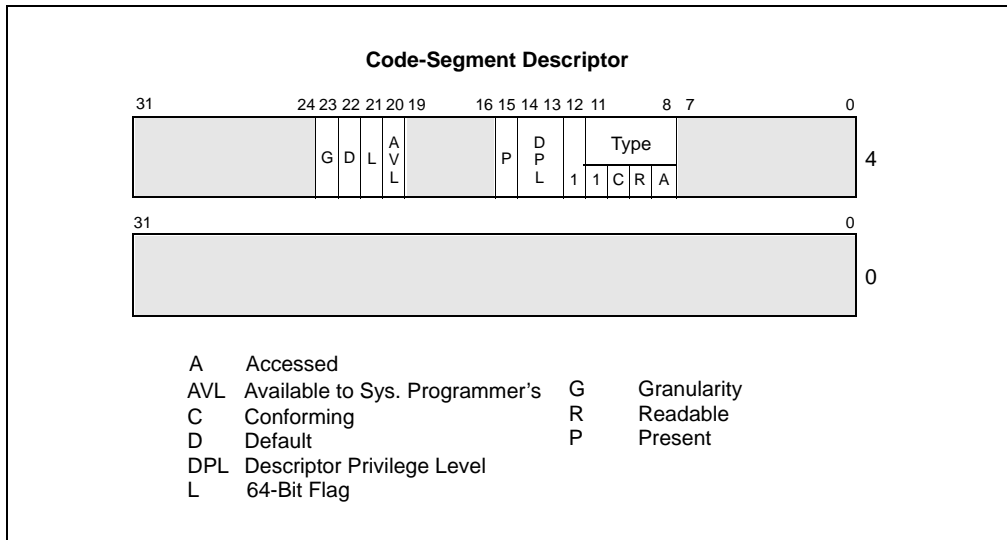 Code-Segment Descriptor
31 24 23 22 21 20 19 16 15 14 13 12 11 8 7 0
G D L AVL P DPL 1 Type 1 C R A 4
31 0
0
A Accessed
AVL Available to Sys. Programmer's
C Conforming
D Default
DPL Descriptor Privilege Level
L 64-Bit Flag
G Granularity
R Readable
P Present